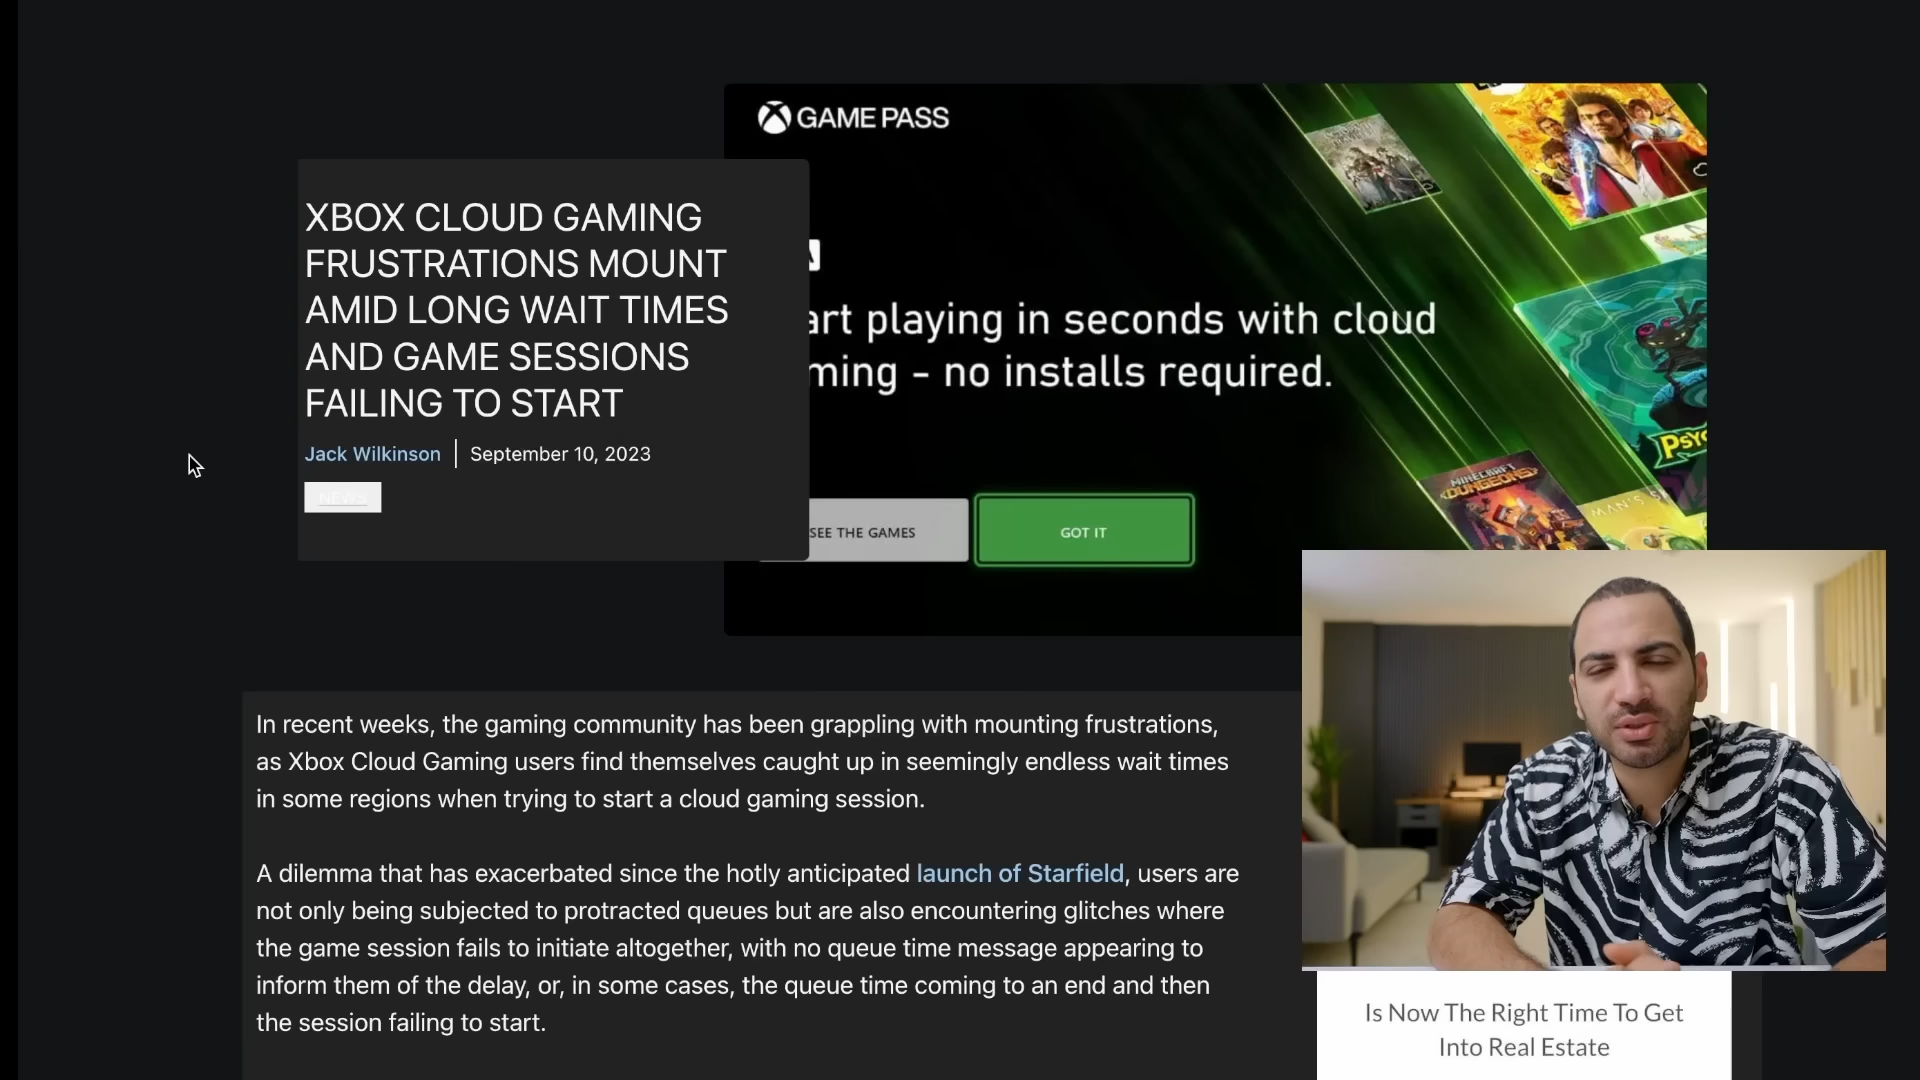 GAME PASS
XBOX CLOUD GAMING
FRUSTRATIONS MOUNT
AMID LONG WAIT TIMES
AND GAME SESSIONS
FAILING TO START
Jack Wilkinson | September 10, 2023
NEWS
art playing in seconds with cloud
ming - no installs required.
SEE THE GAMES
GOT IT
MINECRAFT
DUNGEONS
MAN'S S
PSYC
In recent weeks, the gaming community has been grappling with mounting frustrations,
as Xbox Cloud Gaming users find themselves caught up in seemingly endless wait times
in some regions when trying to start a cloud gaming session.
A dilemma that has exacerbated since the hotly anticipated launch of Starfield, users are
not only being subjected to protracted queues but are also encountering glitches where
the game session fails to initiate altogether, with no queue time message appearing to
inform them of the delay, or, in some cases, the queue time coming to an end and then
the session failing to start.
Is Now The Right Time To Get
Into Real Estate